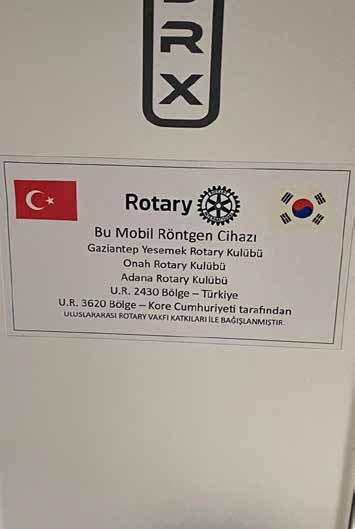 DRX
Rotary
Bu Mobil Röntgen Cihazı
Gaziantep Yesemek Rotary Kulübü
Onah Rotary Kulübü
Adana Rotary Kulübü
U.R. 2430 Bölge – Türkiye
U.R. 3620 Bölge – Kore Cumhuriyeti tarafından
ULUSLARARASI ROTARY VAKFI KATKILARI İLE BAĞIŞLANMIŞTIR.